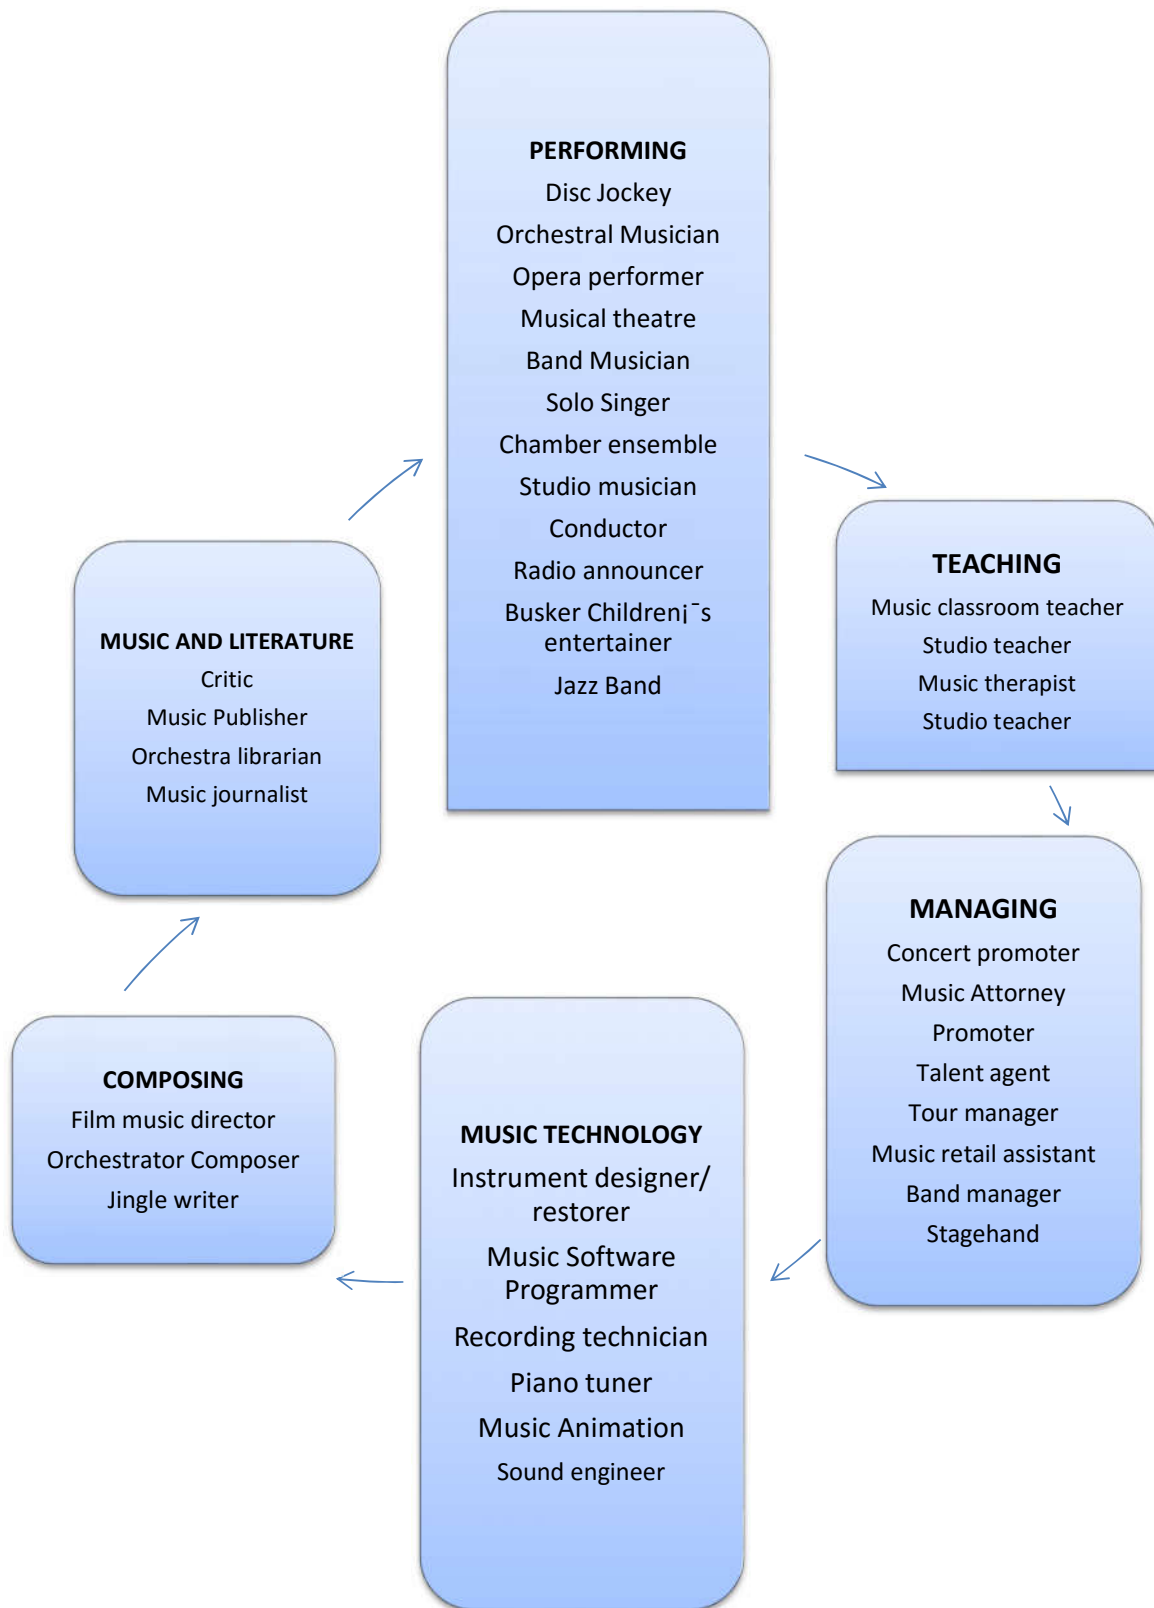 PERFORMING
Disc Jockey
Orchestral Musician
Opera performer
Musical theatre
Band Musician
Solo Singer
Chamber ensemble
Studio musician
Conductor
Radio announcer
Busker Children¡¯s
entertainer
Jazz Band
TEACHING
Music classroom teacher
Studio teacher
Music therapist
Studio teacher
MANAGING
Concert promoter
Music Attorney
Promoter
Talent agent
Tour manager
Music retail assistant
Band manager
Stagehand
MUSIC TECHNOLOGY
Instrument designer/
restorer
Music Software
Programmer
Recording technician
Piano tuner
Music Animation
Sound engineer
COMPOSING
Film music director
Orchestrator Composer
Jingle writer
MUSIC AND LITERATURE
Critic
Music Publisher
Orchestra librarian
Music journalist